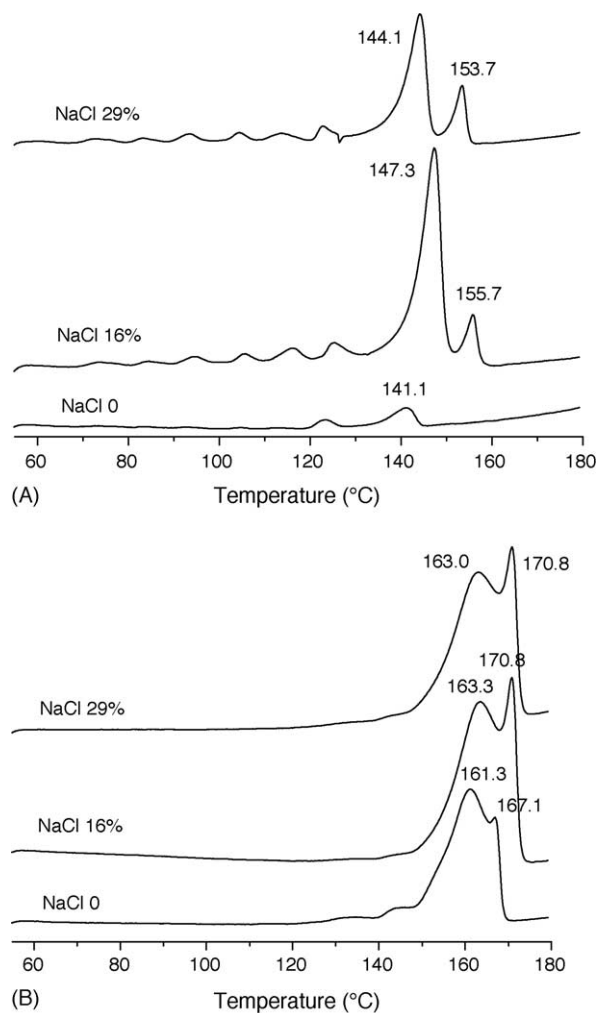 144.1
153.7
NaCl 29%
147.3
155.7
NaCl 16%
141.1
NaCl 0
60 80 100 120 140 160 180
(A) Temperature (°C)
163.0 170.8
170.8
NaCl 29% 163.3
161.3
167.1
NaCl 16%
NaCl 0
60 80 100 120 140 160 180
(B) Temperature (°C)